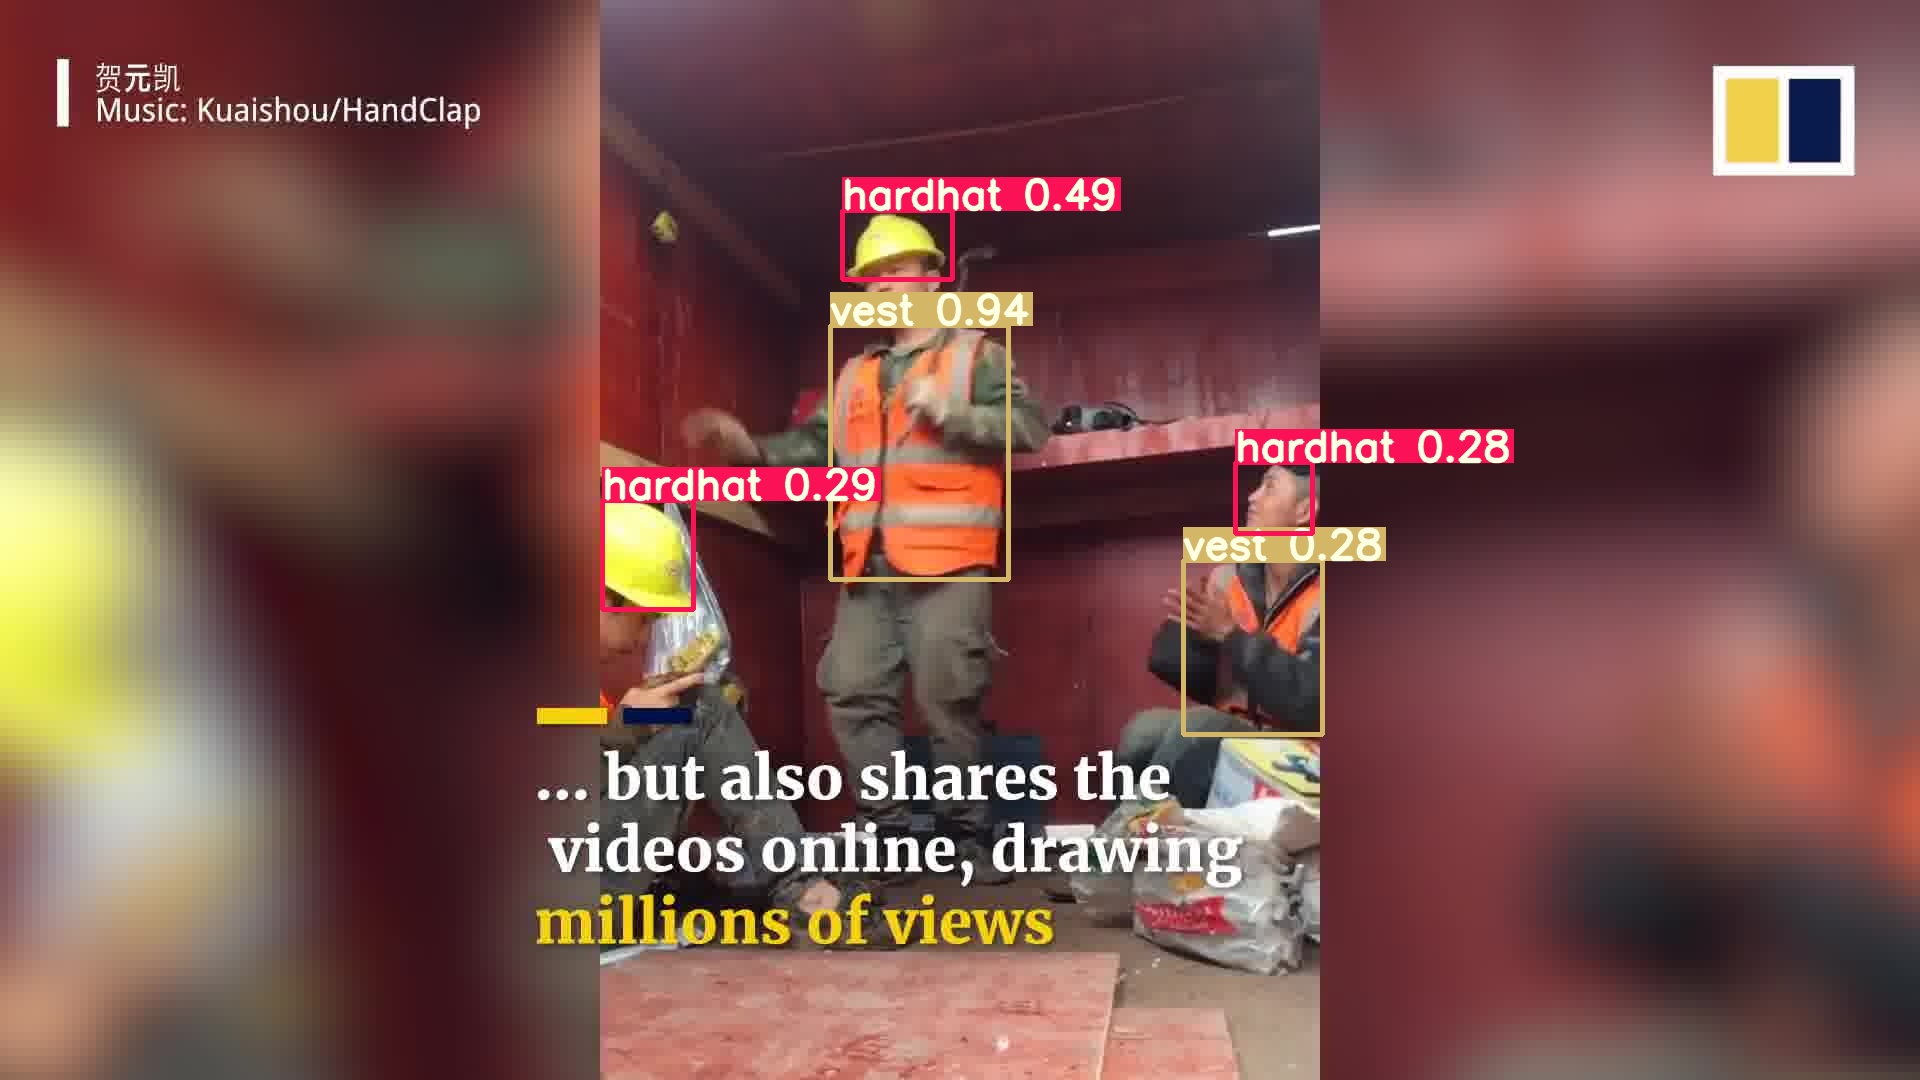 贺元凯
Music: Kuaishou/HandClap
hardhat 0.49
vest 0.94
hardhat 0.28
hardhat 0.29
vest 0.28
... but also shares the
videos online, drawing
millions of views